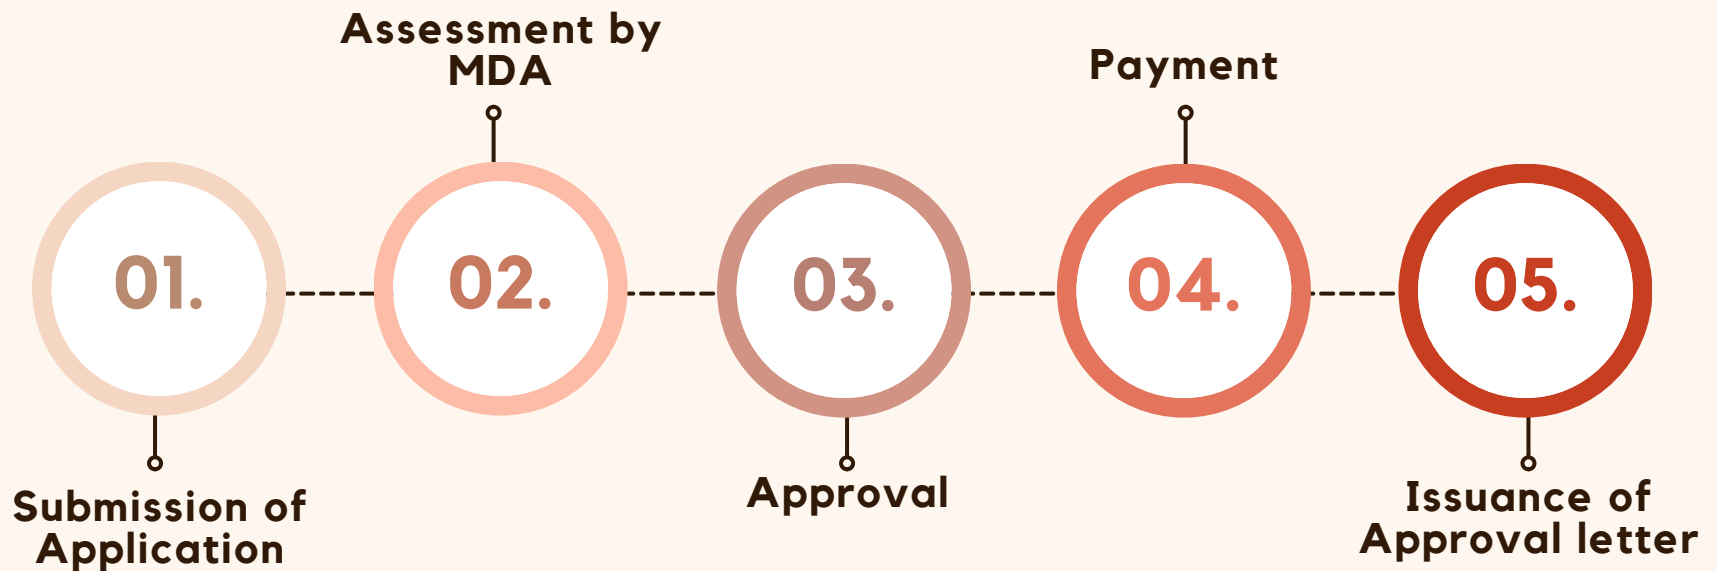 Assessment by
MDA
Payment
01.
02.
03.
04.
05.
Submission of
Application
Approval
Issuance of
Approval letter